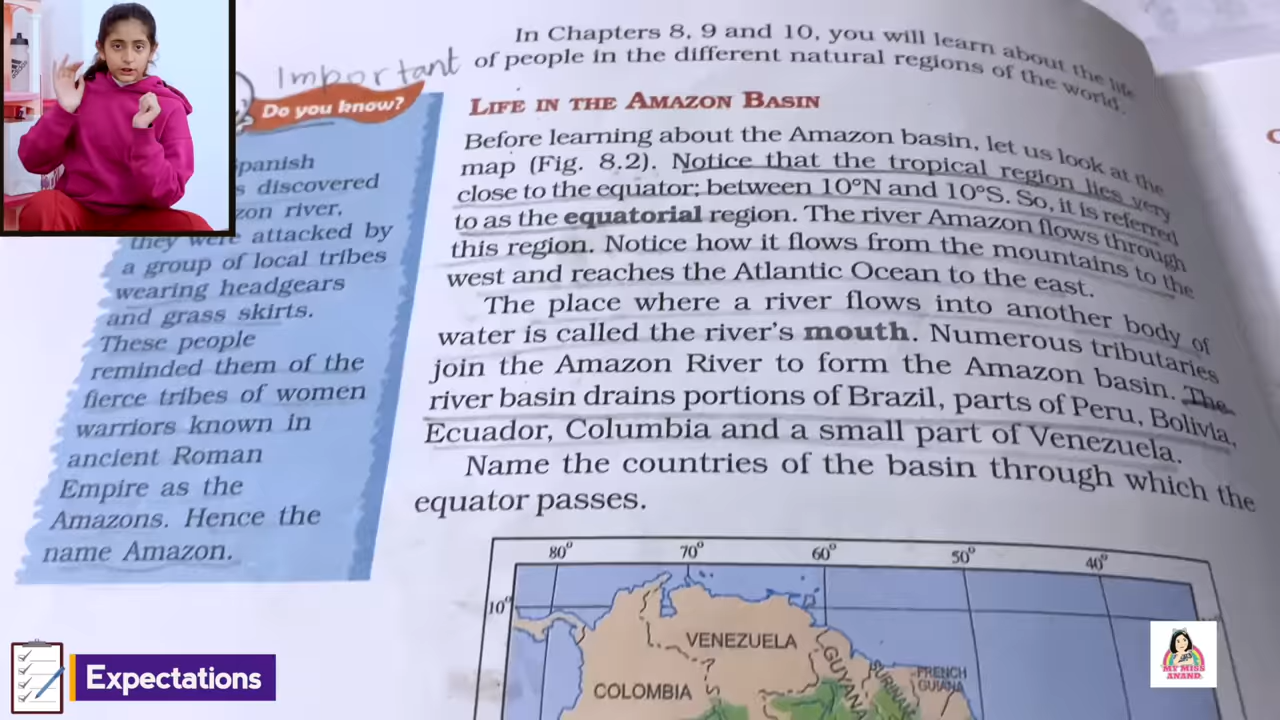 In Chapters 8, 9 and 10, you will learn about the life
of people in the different natural regions of the world.
Important
Do you know?
panish
s discovered
zon river,
they were attacked by
a group of local tribes
wearing headgears
and grass skirts.
These people
reminded them of the
fierce tribes of women
warriors known in
ancient Roman
Empire as the
Amazons. Hence the
name Amazon.
LIFE IN THE AMAZON BASIN
Before learning about the Amazon basin, let us look at the
map (Fig. 8.2). Notice that the tropical region lies very
close to the equator; between 10°N and 10°S. So, it is referred
to as the equatorial region. The river Amazon flows through
this region. Notice how it flows from the mountains to the
west and reaches the Atlantic Ocean to the east.
The place where a river flows into another body of
water is called the river's mouth. Numerous tributaries
join the Amazon River to form the Amazon basin. The
river basin drains portions of Brazil, parts of Peru, Bolivia,
Ecuador, Columbia and a small part of Venezuela.
Name the countries of the basin through which the
equator passes.
80° 70° 60° 50° 40°
10°
VENEZUELA
GUYANA
SURINAM
FRENCH
GUIANA
COLOMBIA
Expectations
MY MISS
ANAND